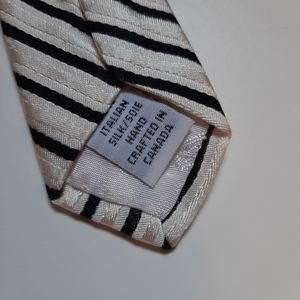 ITALIAN
SILK/SOIE
HAND
CRAFTED IN
CANADA